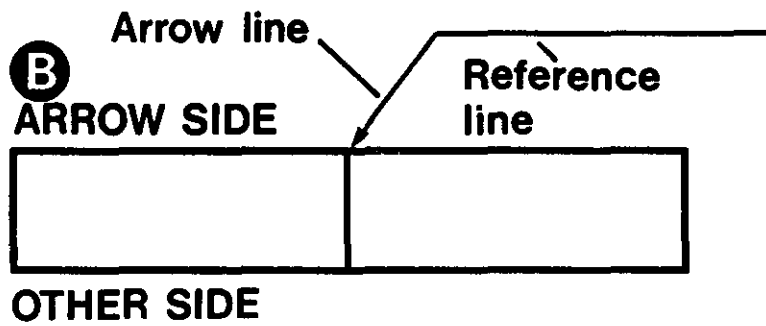 Arrow line
B
Reference
line
ARROW SIDE
OTHER SIDE